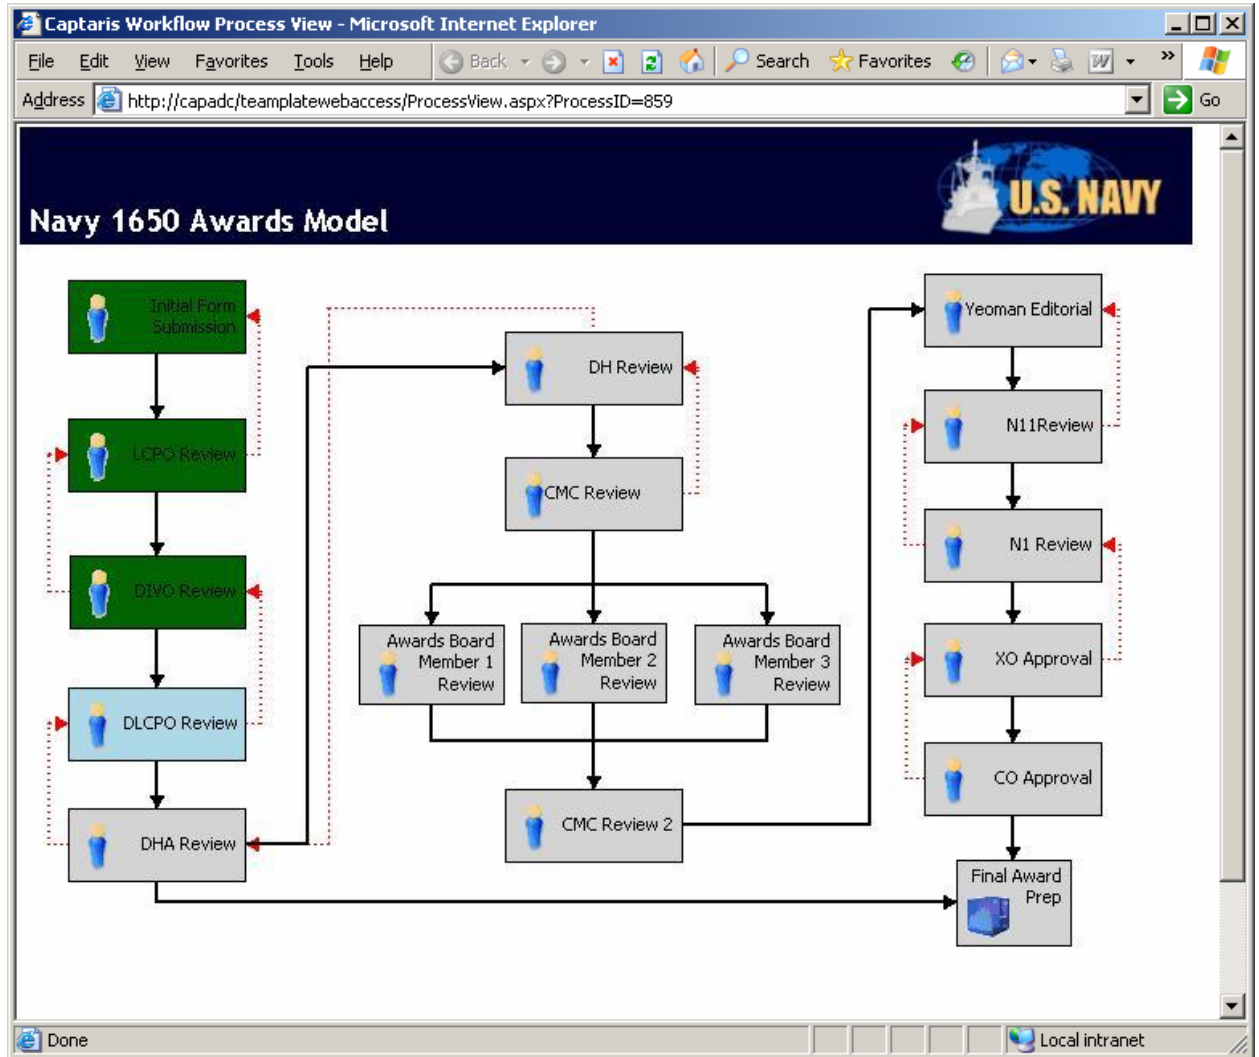 Captaris Workflow Process View - Microsoft Internet Explorer
File Edit View Favorites Tools Help Back Search Favorites »
Address http://capadc/teamplatewebaccess/ProcessView.aspx?ProcessID=859 Go
U.S. NAVY
Navy 1650 Awards Model
Initial Form
Submission
LCPO Review
DIVO Review
DLCPO Review
DHA Review
DH Review
CMC Review
Awards Board
Member 1
Review
Awards Board
Member 2
Review
Awards Board
Member 3
Review
CMC Review 2
Yeoman Editorial
N11Review
N1 Review
XO Approval
CO Approval
Final Award
Prep
Done Local intranet